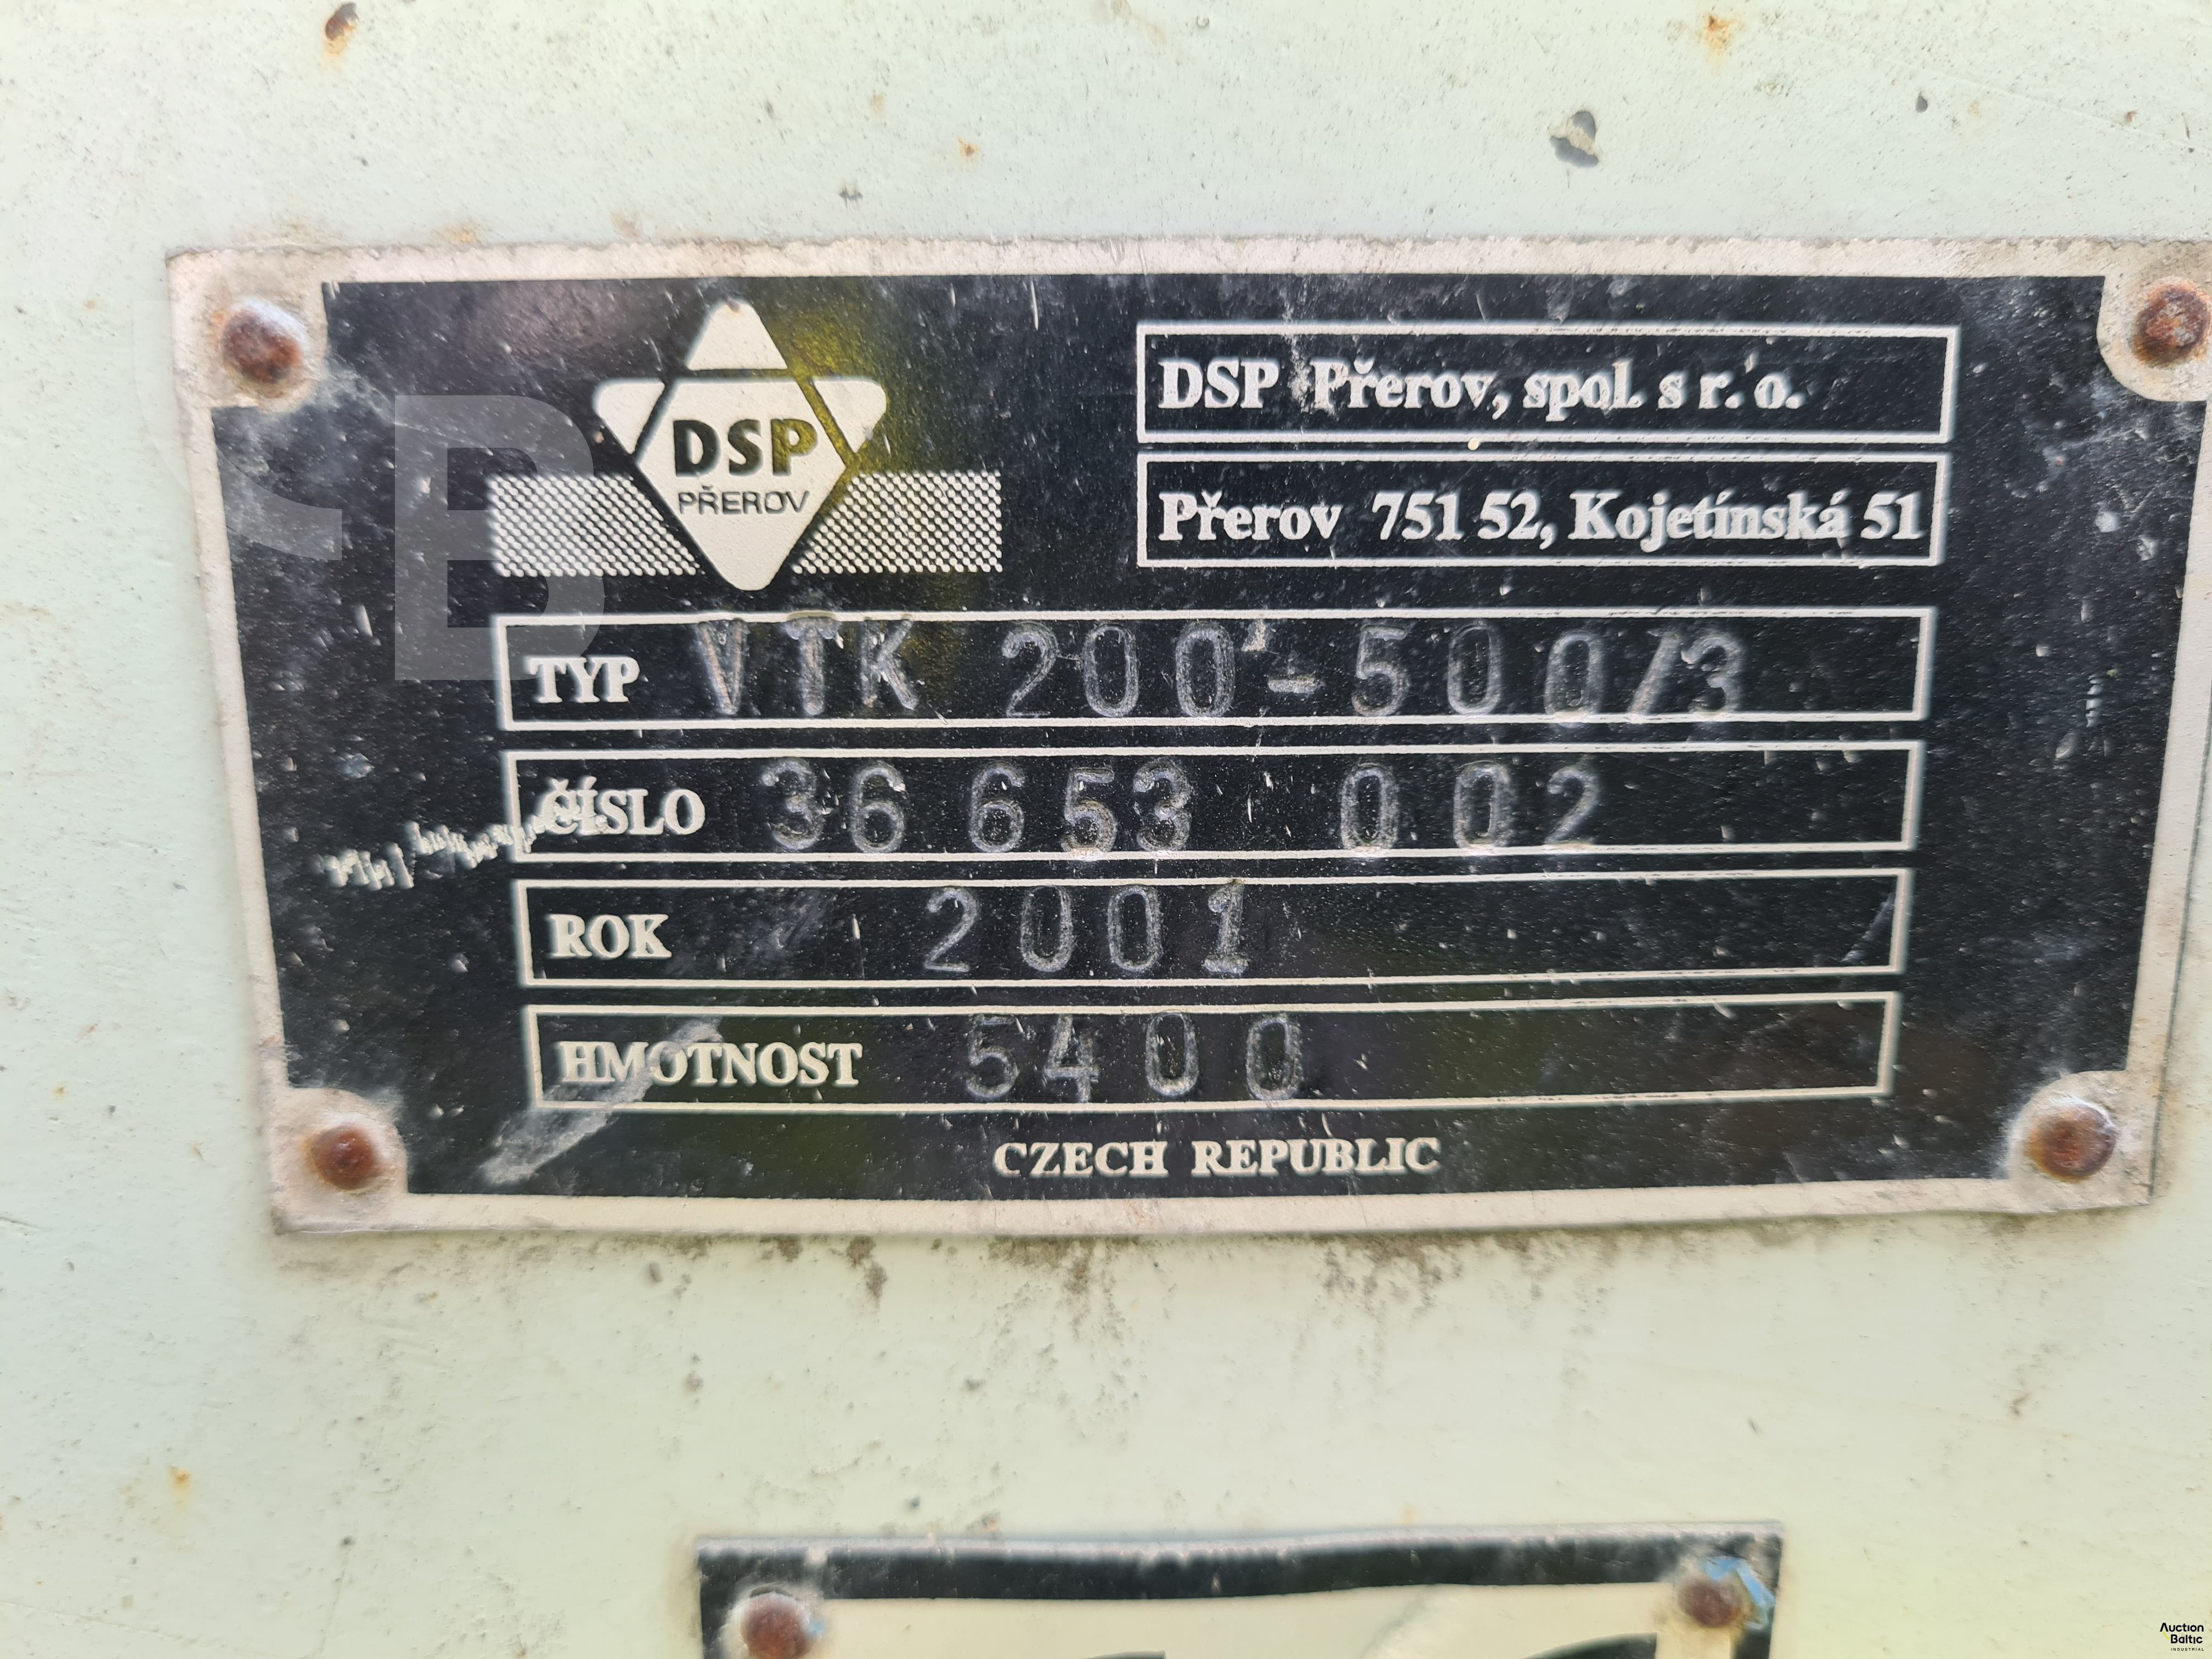 DSP
PŘEROV
DSP Přerov, spol. s r. o.
Přerov 751 52, Kojetínská 51
TYP VTK 200-500/3
ČÍSLO 36 653 002
ROK 2001
HMOTNOST 5400
CZECH REPUBLIC
B
Auction
Baltic
INDUSTRIAL